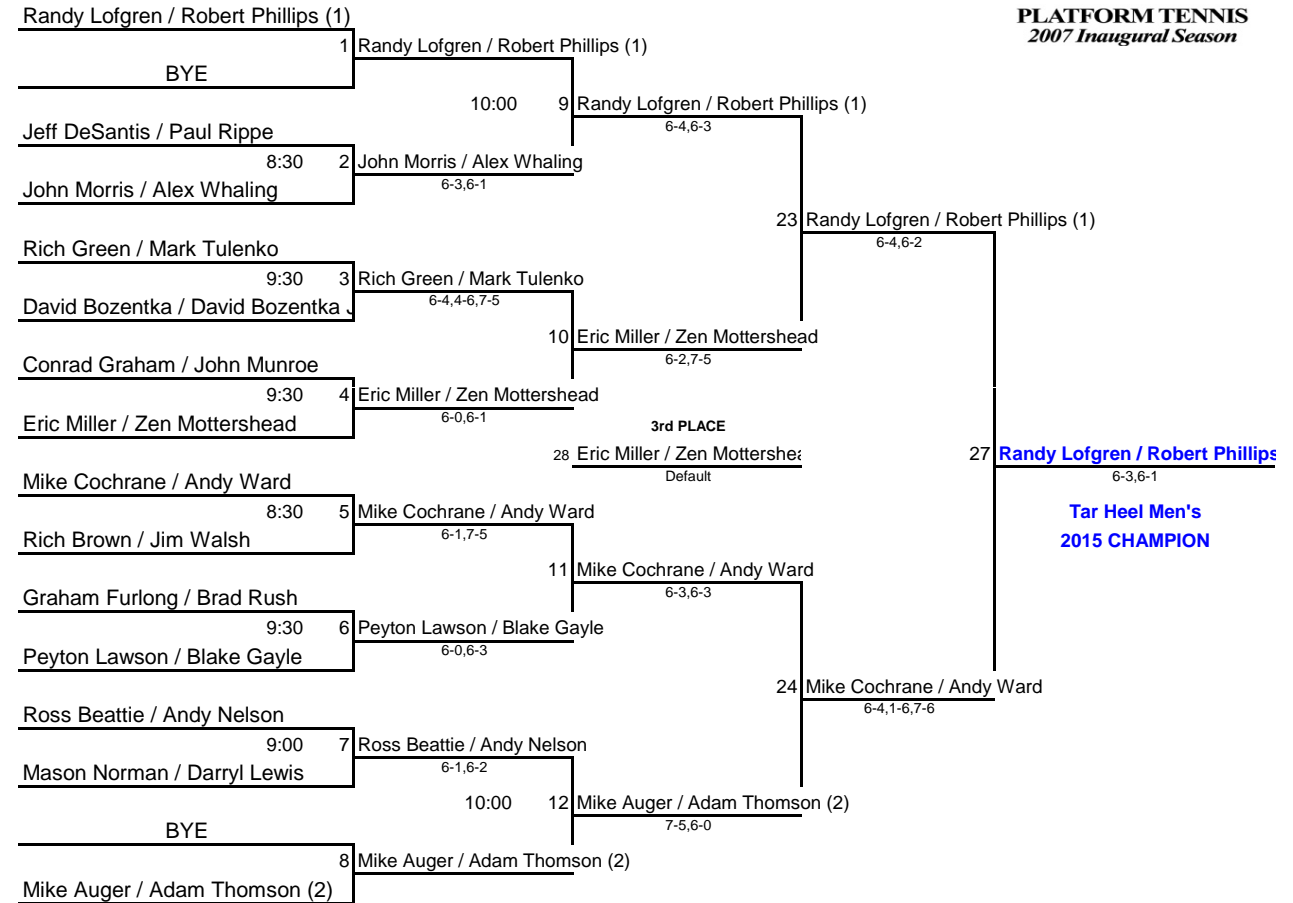 Randy Lofgren / Robert Phillips (1)
PLATFORM TENNIS
2007 Inaugural Season
1 Randy Lofgren / Robert Phillips (1)
BYE
10:00 9 Randy Lofgren / Robert Phillips (1)
6-4,6-3
Jeff DeSantis / Paul Rippe
8:30 2 John Morris / Alex Whaling
6-3,6-1
John Morris / Alex Whaling
23 Randy Lofgren / Robert Phillips (1)
6-4,6-2
Rich Green / Mark Tulenko
9:30 3 Rich Green / Mark Tulenko
6-4,4-6,7-5
David Bozentka / David Bozentka J
10 Eric Miller / Zen Mottershead
6-2,7-5
Conrad Graham / John Munroe
9:30 4 Eric Miller / Zen Mottershead
6-0,6-1
Eric Miller / Zen Mottershead
3rd PLACE
28 Eric Miller / Zen Mottershea
Default
27 Randy Lofgren / Robert Phillips
6-3,6-1
Mike Cochrane / Andy Ward
8:30 5 Mike Cochrane / Andy Ward
6-1,7-5
Tar Heel Men's
2015 CHAMPION
Rich Brown / Jim Walsh
11 Mike Cochrane / Andy Ward
6-3,6-3
Graham Furlong / Brad Rush
9:30 6 Peyton Lawson / Blake Gayle
6-0,6-3
Peyton Lawson / Blake Gayle
24 Mike Cochrane / Andy Ward
6-4,1-6,7-6
Ross Beattie / Andy Nelson
9:00 7 Ross Beattie / Andy Nelson
6-1,6-2
Mason Norman / Darryl Lewis
10:00 12 Mike Auger / Adam Thomson (2)
7-5,6-0
BYE
8 Mike Auger / Adam Thomson (2)
Mike Auger / Adam Thomson (2)